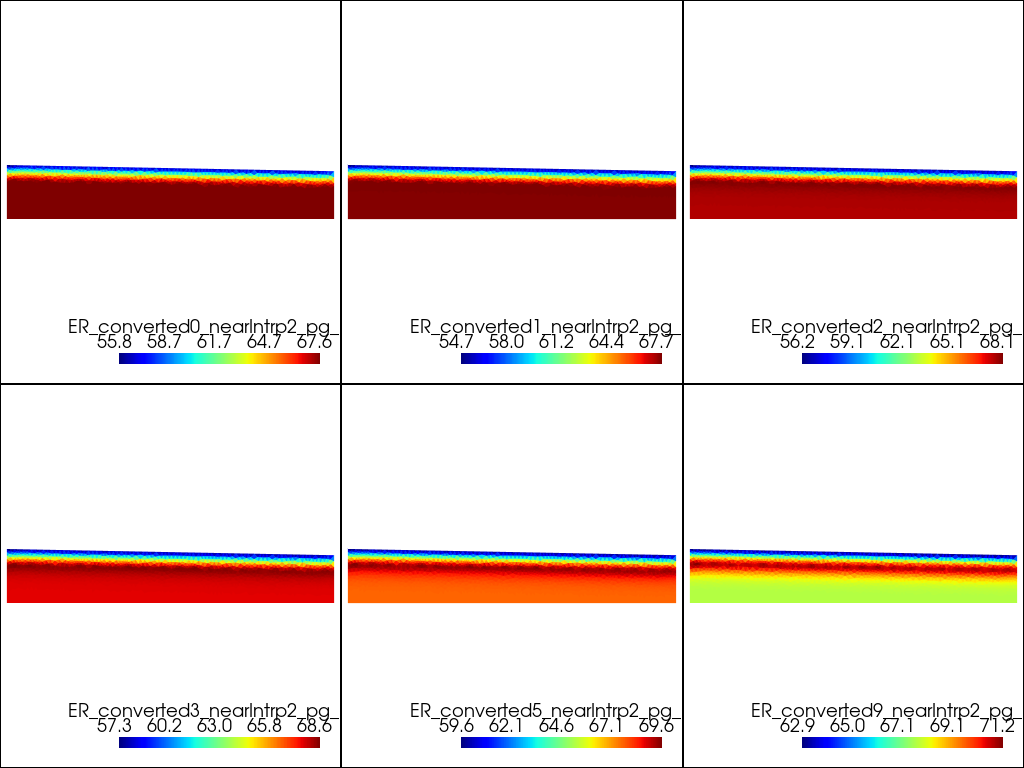 ER_converted0_nearIntrp2_pg_
55.8 58.7 61.7 64.7 67.6
ER_converted1_nearIntrp2_pg_
54.7 58.0 61.2 64.4 67.7
ER_converted2_nearIntrp2_pg_
56.2 59.1 62.1 65.1 68.1
ER_converted3_nearIntrp2_pg_
57.3 60.2 63.0 65.8 68.6
ER_converted5_nearIntrp2_pg_
59.6 62.1 64.6 67.1 69.6
ER_converted9_nearIntrp2_pg_
62.9 65.0 67.1 69.1 71.2